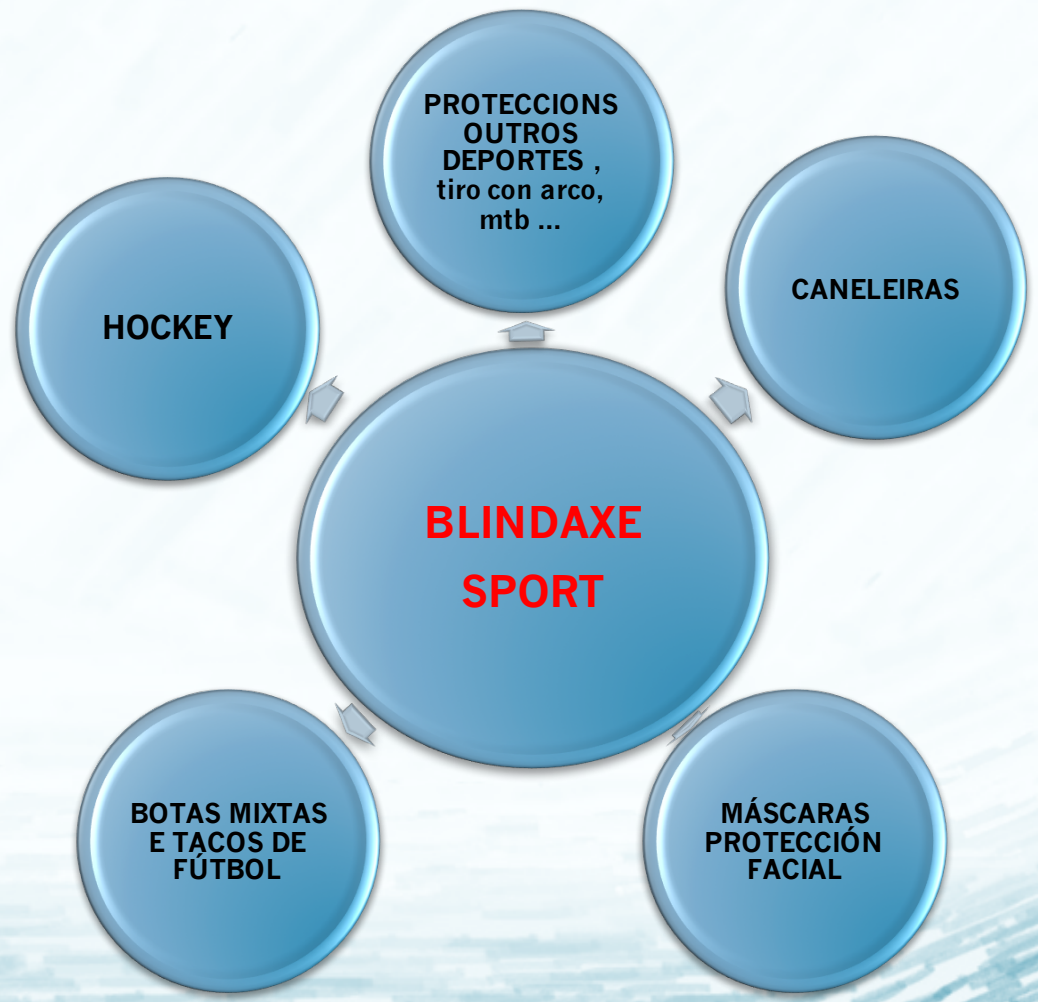 PROTECCIONS
OUTROS
DEPORTES ,
tiro con arco,
mtb ...
HOCKEY
CANELEIRAS
BLINDAXE
SPORT
BOTAS MIXTAS
E TACOS DE
FÚTBOL
MÁSCARAS
PROTECCIÓN
FACIAL